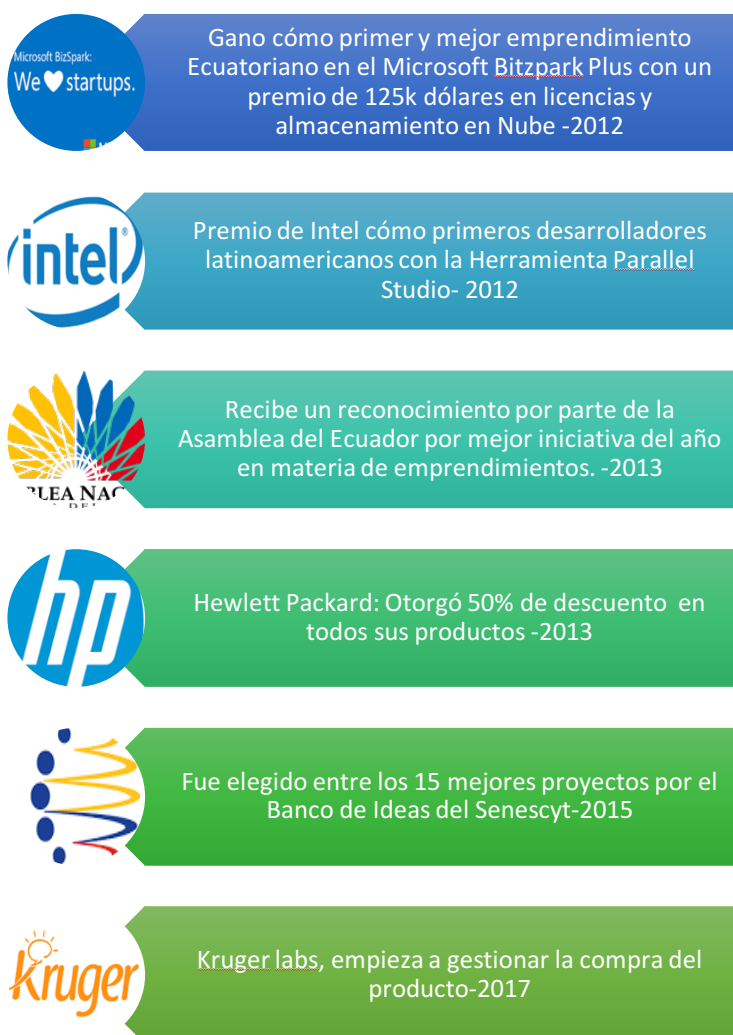 Microsoft BizSpark:
We startups.
Gano cómo primer y mejor emprendimiento
Ecuatoriano en el Microsoft Bitzpark Plus con un
premio de 125k dólares en licencias y
almacenamiento en Nube -2012
intel
Premio de Intel cómo primeros desarrolladores
latinoamericanos con la Herramienta Parallel
Studio- 2012
Recibe un reconocimiento por parte de la
Asamblea del Ecuador por mejor iniciativa del año
en materia de emprendimientos. -2013
BLEA NAC
DEL
hp
Hewlett Packard: Otorgó 50% de descuento en
todos sus productos -2013
Fue elegido entre los 15 mejores proyectos por el
Banco de Ideas del Senescyt-2015
kruger
Kruger labs, empieza a gestionar la compra del
producto-2017